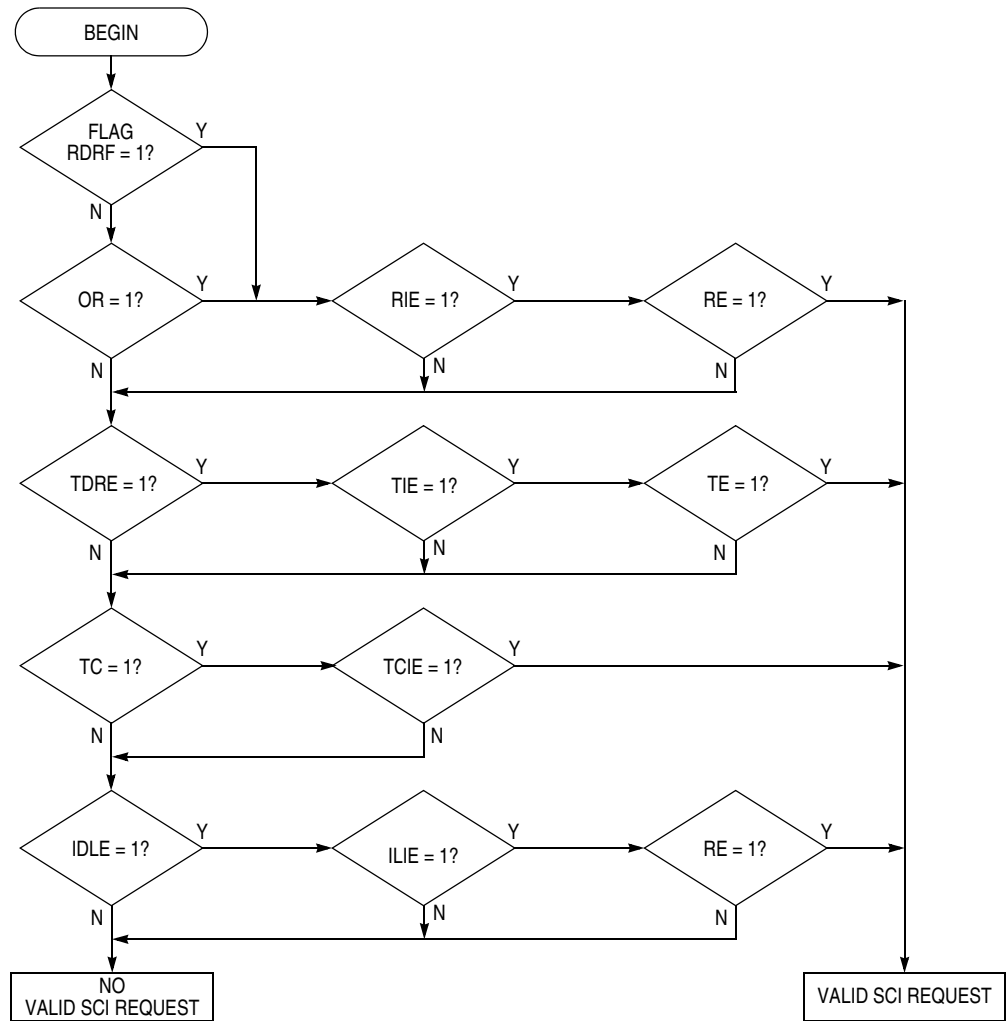 BEGIN
FLAG
RDRF = 1?
Y
N
OR = 1?
Y
RIE = 1?
Y
RE = 1?
Y
N
N
N
TDRE = 1?
Y
TIE = 1?
Y
TE = 1?
Y
N
N
N
TC = 1?
Y
TCIE = 1?
Y
N
N
IDLE = 1?
Y
ILIE = 1?
Y
RE = 1?
Y
N
N
N
NO
VALID SCI REQUEST
VALID SCI REQUEST